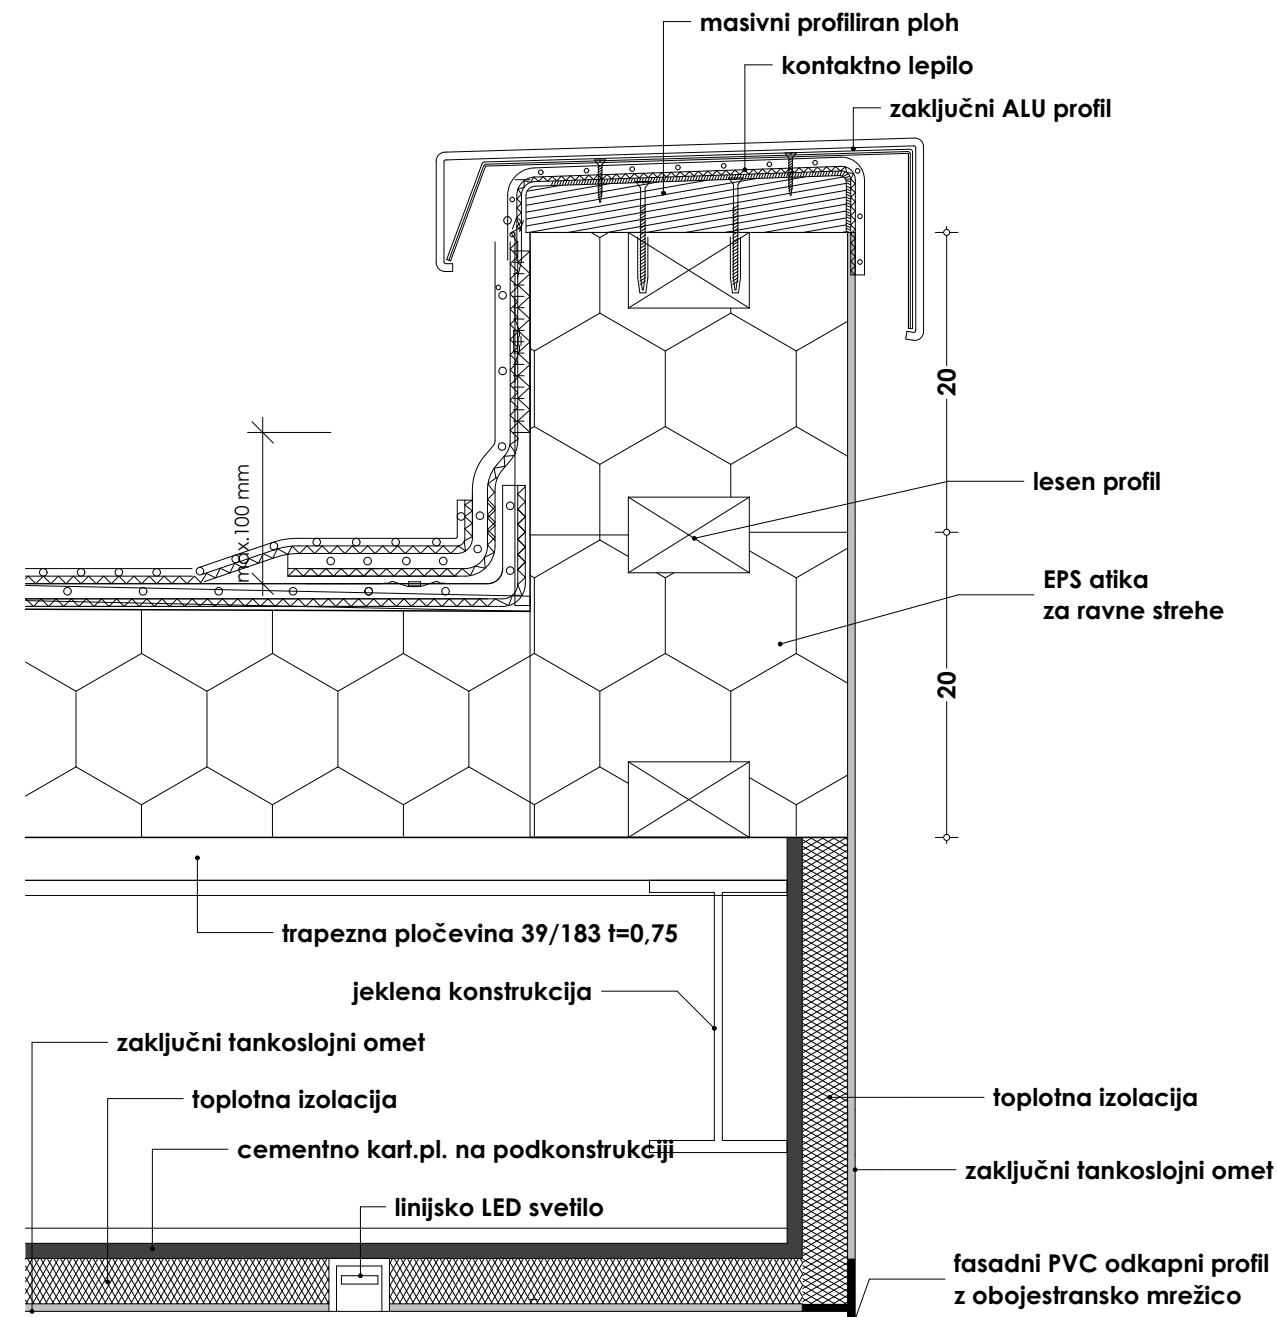 masivni profiliran ploh
kontaktno lepilo
zaključni ALU profil
20
max.100 mm
lesen profil
EPS atika
za ravne strehe
20
trapezna pločevina 39/183 t=0,75
jeklena konstrukcija
zaključni tankoslojni omet
toplotna izolacija
toplotna izolacija
cementno kart.pl. na podkonstrukciji
zaključni tankoslojni omet
linijsko LED svetilo
fasadni PVC odkapni profil
z obojestransko mrežico